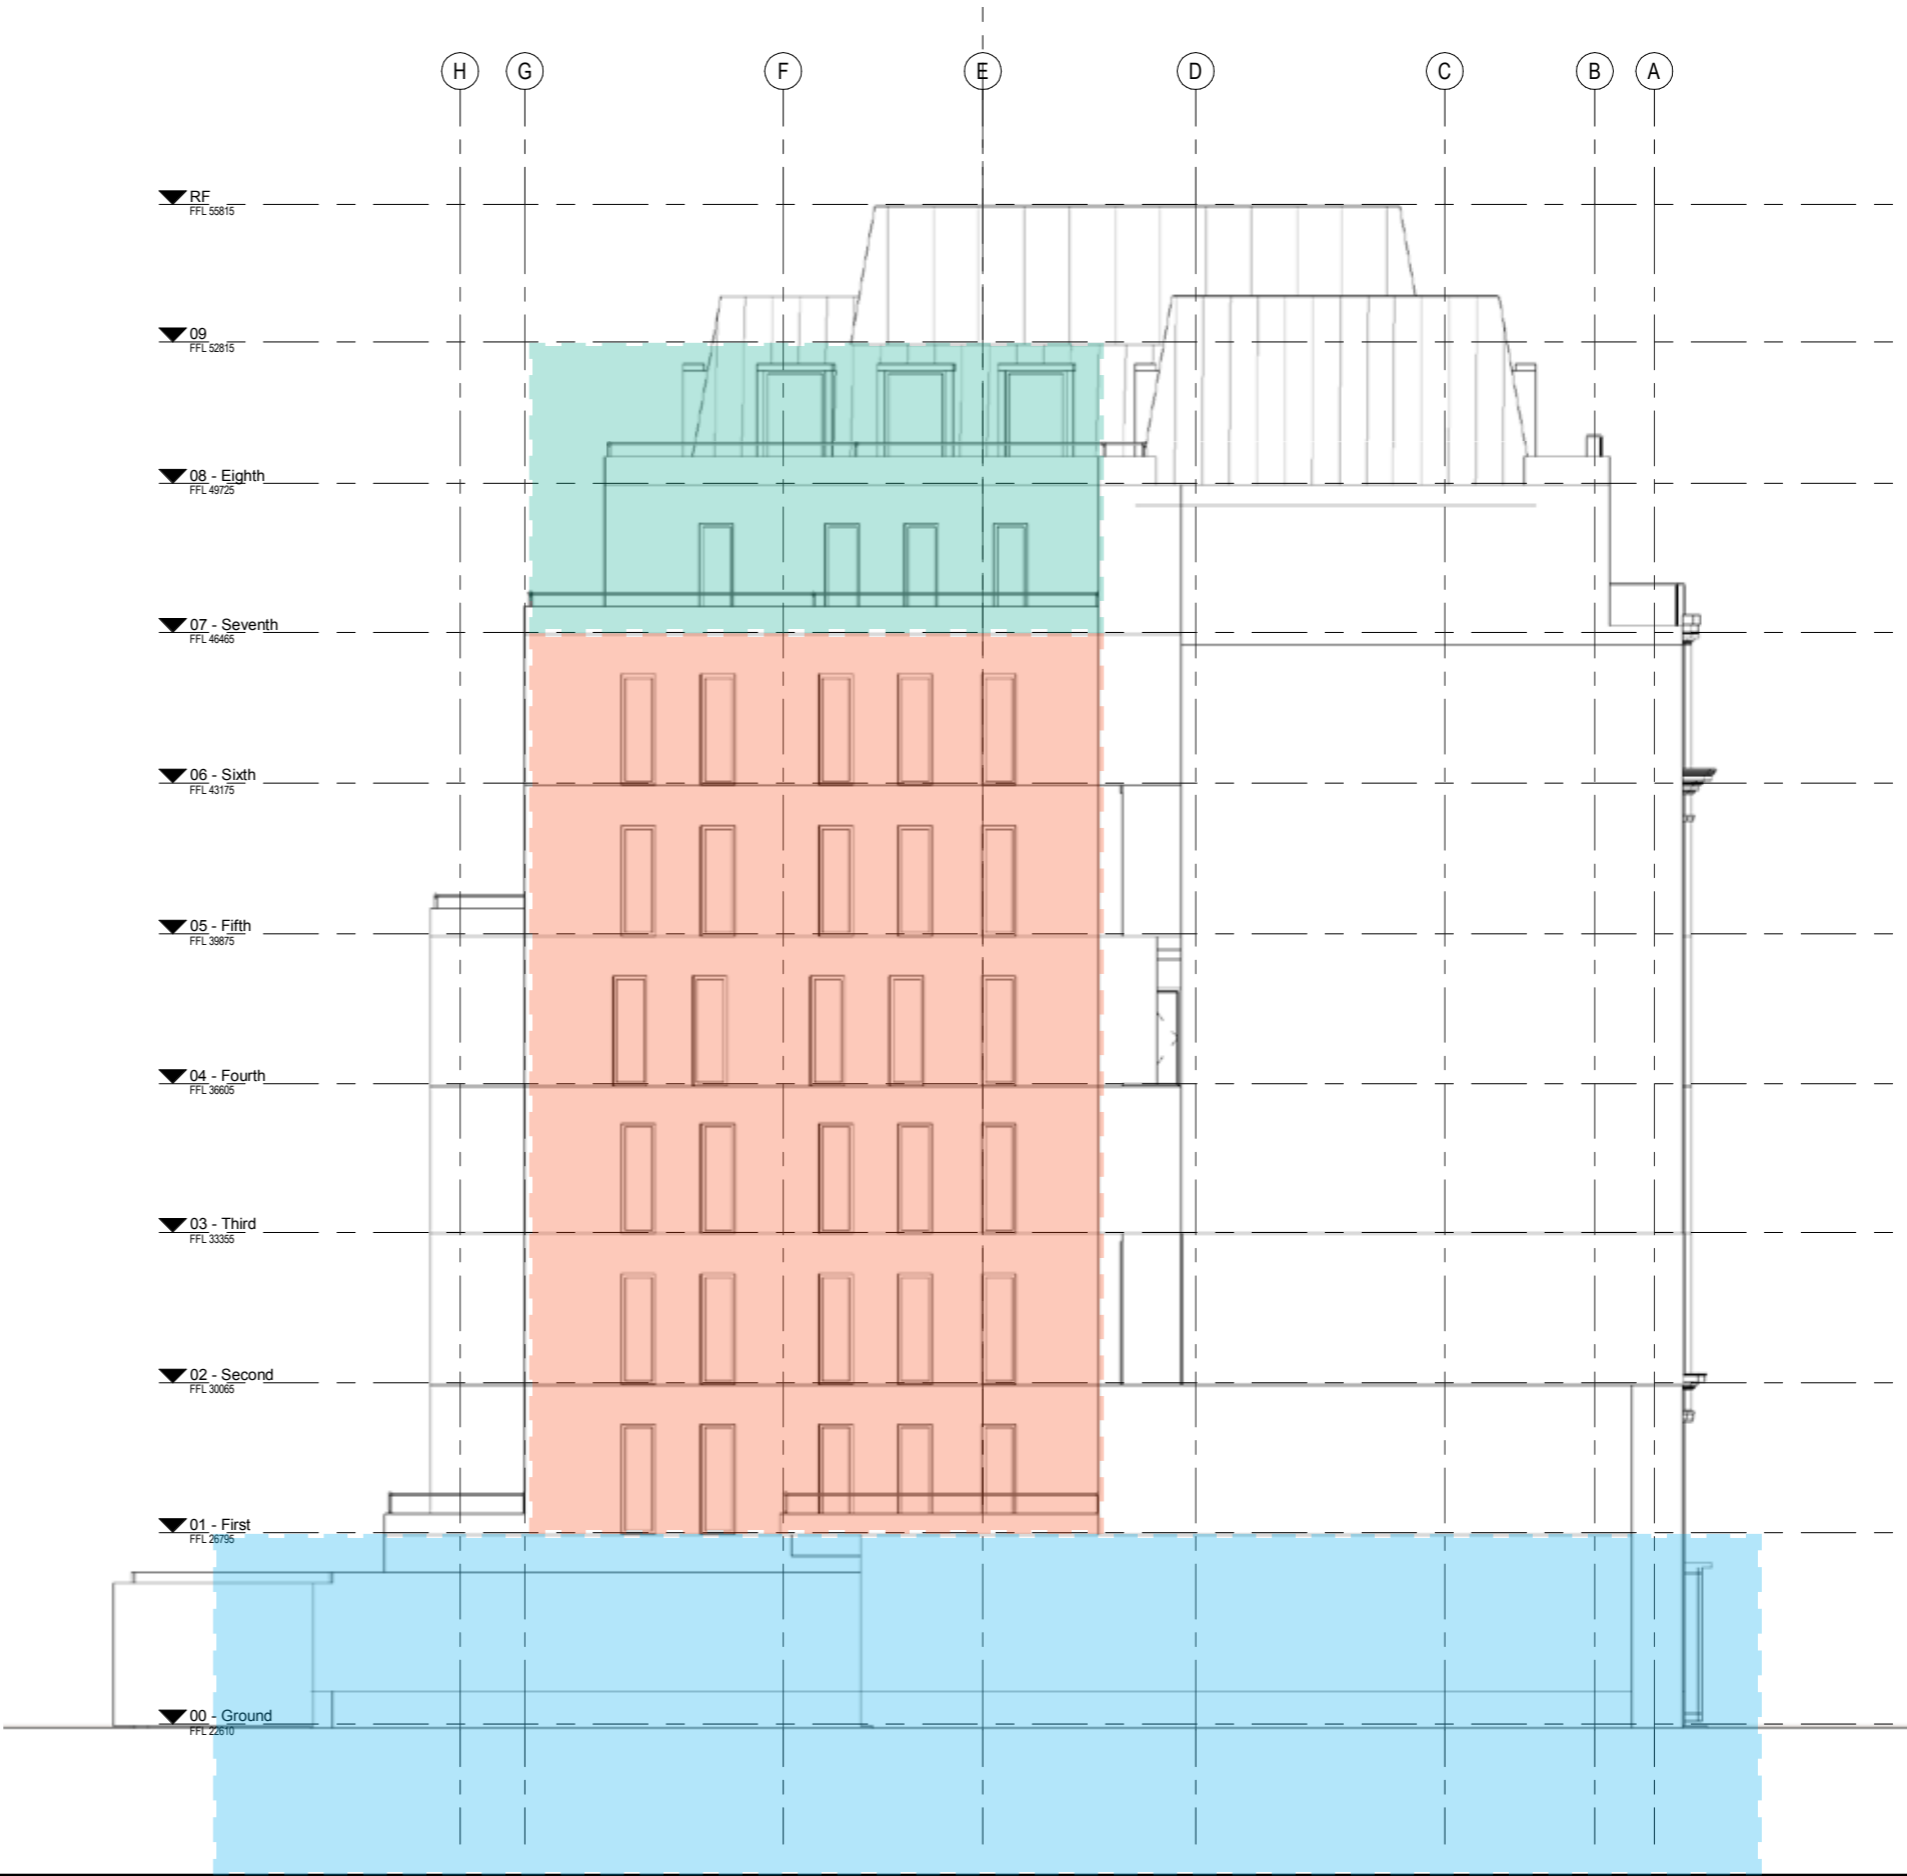 H G F E D C B A
RF
FFL 55815
09
FFL 52815
08 - Eighth
FFL 49725
07 - Seventh
FFL 46465
06 - Sixth
FFL 43175
05 - Fifth
FFL 39875
04 - Fourth
FFL 36605
03 - Third
FFL 33355
02 - Second
FFL 30065
01 - First
FFL 26795
00 - Ground
FFL 22610